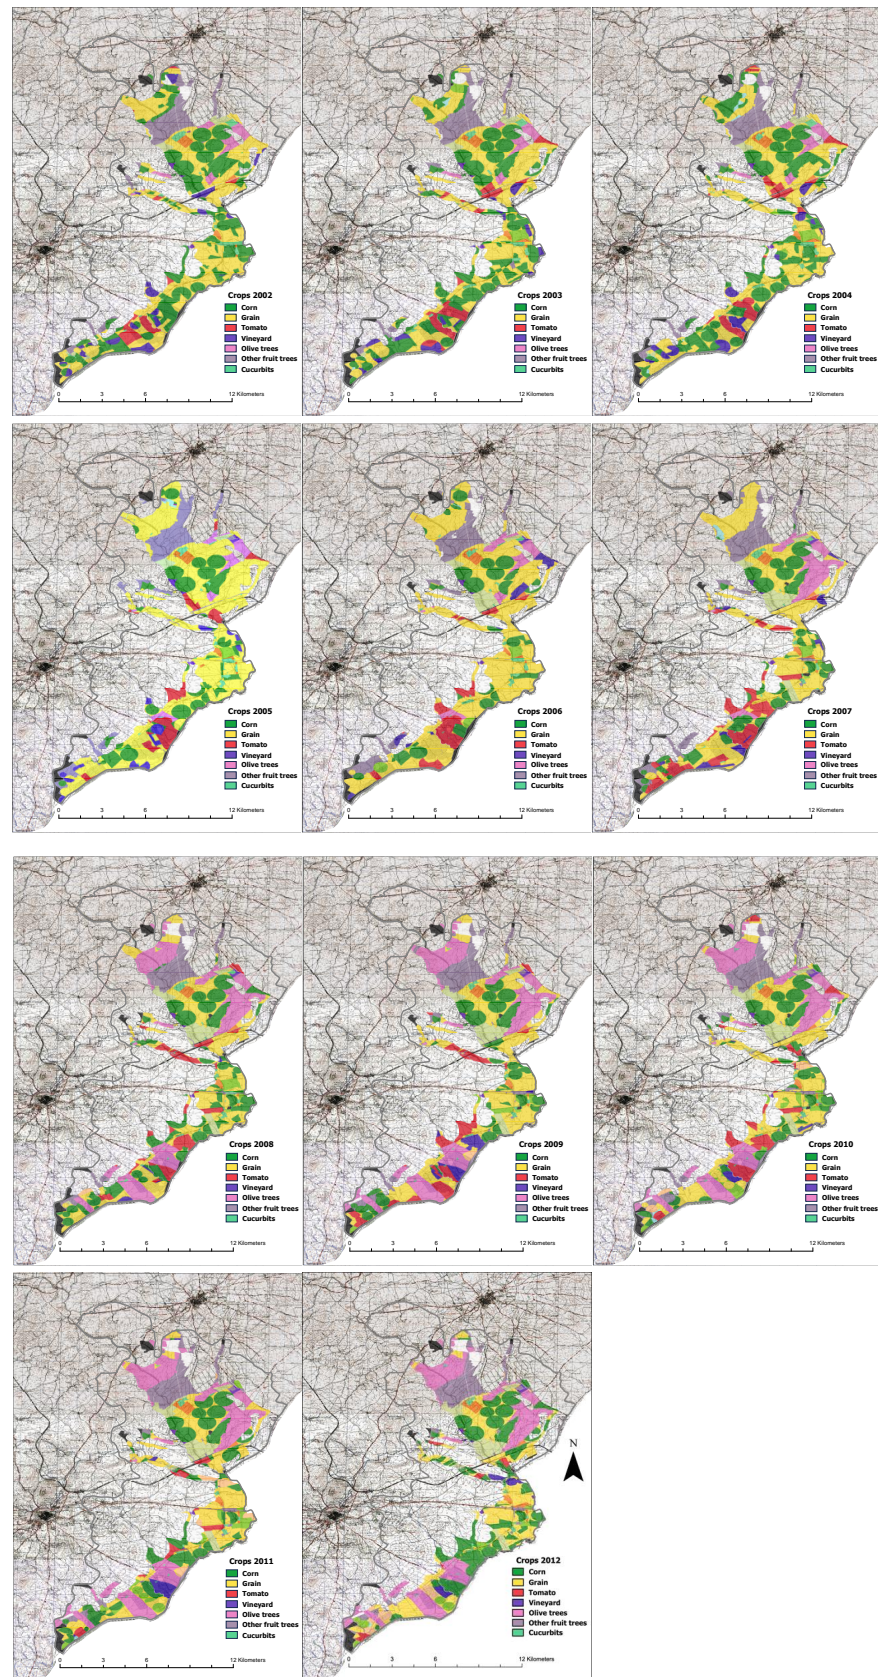 Crops 2002
Corn
Grain
Tomato
Vineyard
Olive trees
Other fruit trees
Cucurbits
0 3 6 12 Kilometers
Crops 2003
Corn
Grain
Tomato
Vineyard
Olive trees
Other fruit trees
Cucurbits
0 3 6 12 Kilometers
Crops 2004
Corn
Grain
Tomato
Vineyard
Olive trees
Other fruit trees
Cucurbits
0 3 6 12 Kilometers
Crops 2005
Corn
Grain
Tomato
Vineyard
Olive trees
Other fruit trees
Cucurbits
0 3 6 12 Kilometers
Crops 2006
Corn
Grain
Tomato
Vineyard
Olive trees
Other fruit trees
Cucurbits
0 3 6 12 Kilometers
Crops 2007
Corn
Grain
Tomato
Vineyard
Olive trees
Other fruit trees
Cucurbits
0 3 6 12 Kilometers
Crops 2008
Corn
Grain
Tomato
Vineyard
Olive trees
Other fruit trees
Cucurbits
0 3 6 12 Kilometers
Crops 2009
Corn
Grain
Tomato
Vineyard
Olive trees
Other fruit trees
Cucurbits
0 3 6 12 Kilometers
Crops 2010
Corn
Grain
Tomato
Vineyard
Olive trees
Other fruit trees
Cucurbits
0 3 6 12 Kilometers
Crops 2011
Corn
Grain
Tomato
Vineyard
Olive trees
Other fruit trees
Cucurbits
0 3 6 12 Kilometers
N
Crops 2012
Corn
Grain
Tomato
Vineyard
Olive trees
Other fruit trees
Cucurbits
0 3 6 12 Kilometers